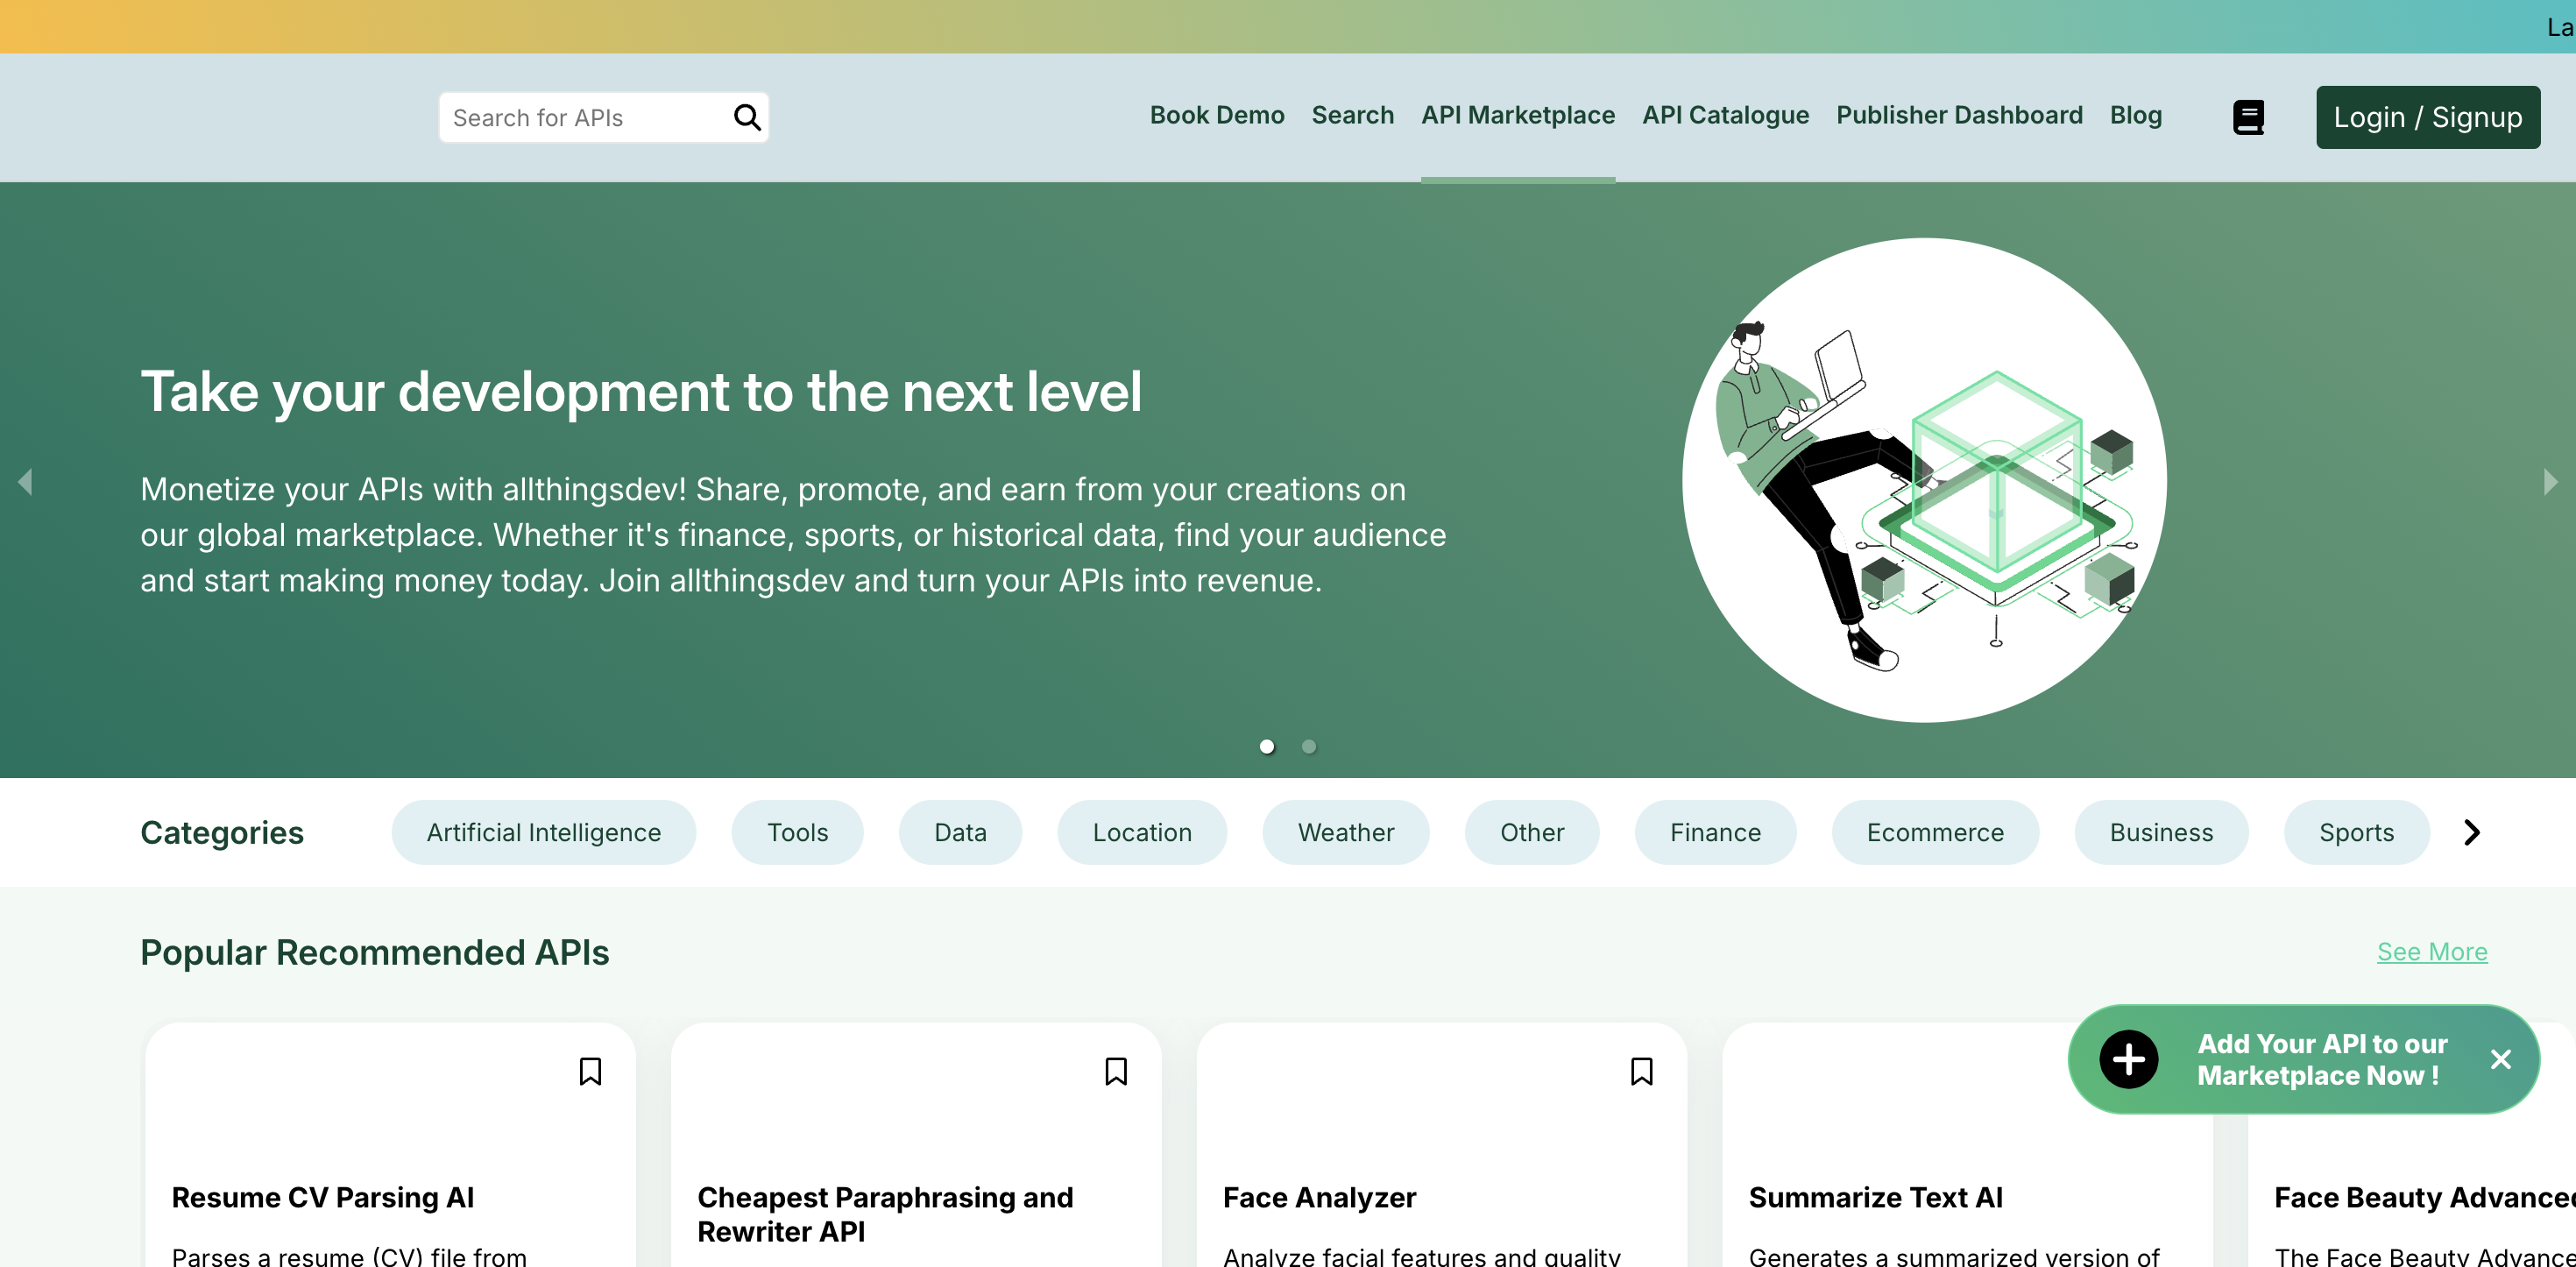 Search for APIs
Book Demo
Search
API Marketplace
API Catalogue
Publisher Dashboard
Blog
Login / Signup
Take your development to the next level
Monetize your APIs with allthingsdev! Share, promote, and earn from your creations on
our global marketplace. Whether it's finance, sports, or historical data, find your audience
and start making money today. Join allthingsdev and turn your APIs into revenue.
Categories
Artificial Intelligence
Tools
Data
Location
Weather
Other
Finance
Ecommerce
Business
Sports
Popular Recommended APIs
See More
Add Your API to our
Marketplace Now !
Resume CV Parsing AI
Parses a resume (CV) file from
Cheapest Paraphrasing and
Rewriter API
Face Analyzer
Analyze facial features and quality
Summarize Text AI
Generates a summarized version of
Face Beauty Advanced
The Face Beauty Advance